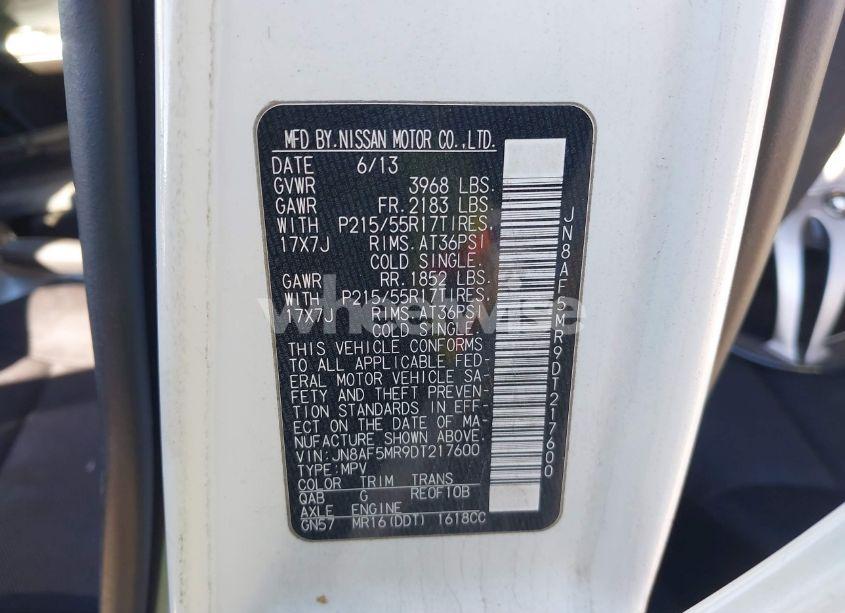 MFD BY.NISSAN MOTOR CO.,LTD.
DATE 6/13
GVWR 3968 LBS.
GAWR FR.2183 LBS.
WITH P215/55R17TIRES,
17X7J RIMS.AT36PSI
COLD SINGLE.
GAWR RR.1852 LBS.
WITH P215/55R17TIRES,
17X7J RIMS.AT36PSI
COLD SINGLE
THIS VEHICLE CONFORMS
TO ALL APPLICABLE FED-
ERAL MOTOR VEHICLE SA-
FETY AND THEFT PREVEN-
TION STANDARDS IN EFF-
ECT ON THE DATE OF MA-
NUFACTURE SHOWN ABOVE.
VIN:JN8AF5MR9DT217600
TYPE:MPV
COLOR TRIM TRANS
QAB G RE0F10B
AXLE ENGINE
GN57 MR16(DDT) 1618CC
JN8AF5MR9DT217600
wheelwise